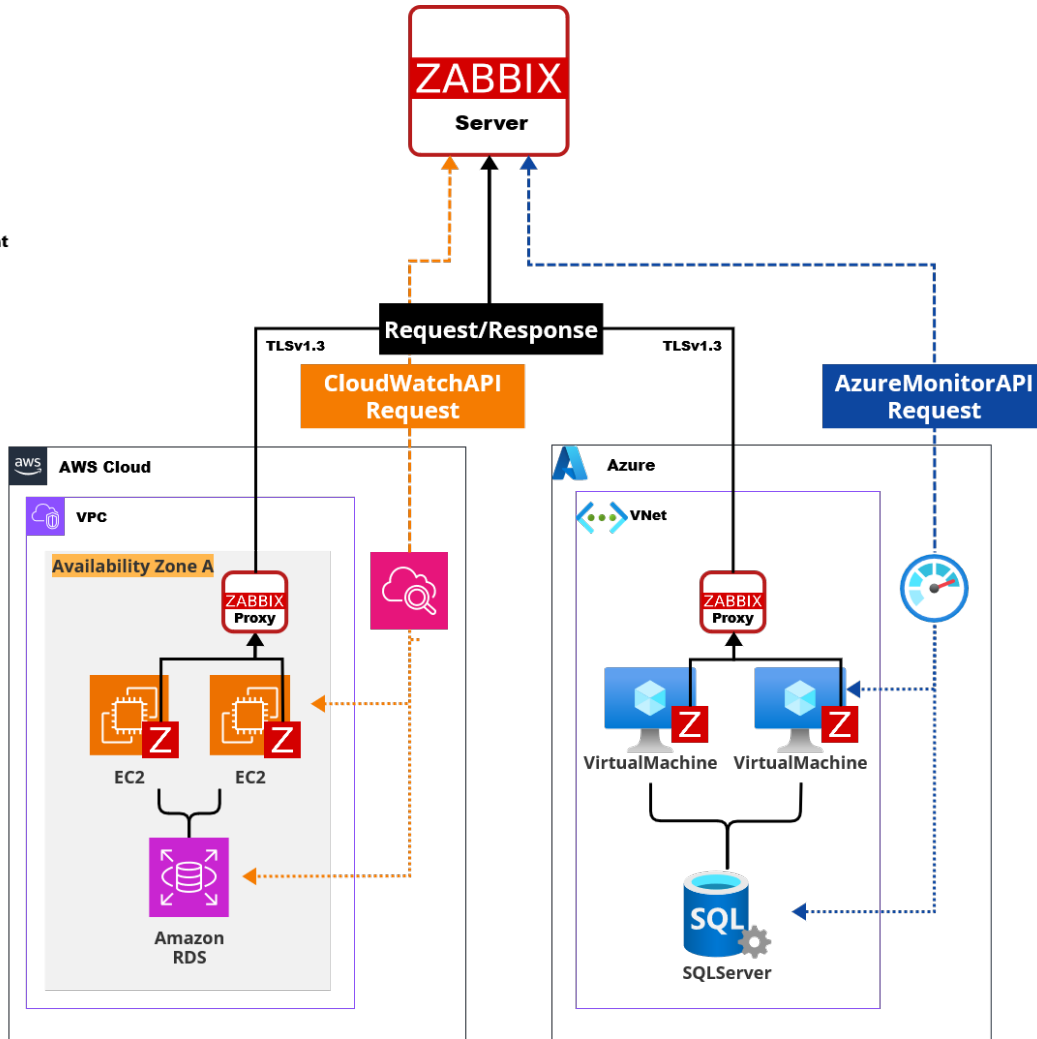 ZABBIX
Server
t
Request/Response
TLSv1.3
TLSv1.3
CloudWatchAPI
Request
AzureMonitorAPI
Request
aws
AWS Cloud
Azure
VPC
VNet
Availability Zone A
ZABBIX
Proxy
ZABBIX
Proxy
Z
Z
Z
Z
EC2
EC2
VirtualMachine
VirtualMachine
Amazon
RDS
SQL
SQLServer